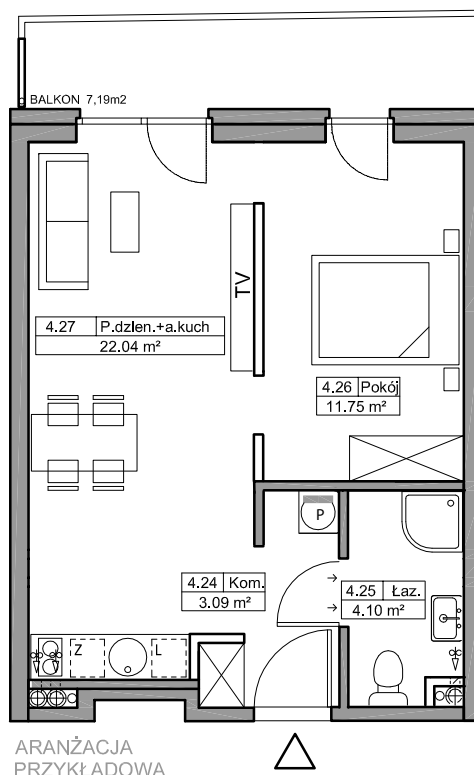 BALKON 7,19m2
TV
4.27 P.dzien.+a.kuch
22.04 m²
4.26 Pokój
11.75 m²
P
4.24 Kom.
3.09 m²
4.25 Łaz.
4.10 m²
Z
L
ARANŻACJA
PRZYKŁADOWA